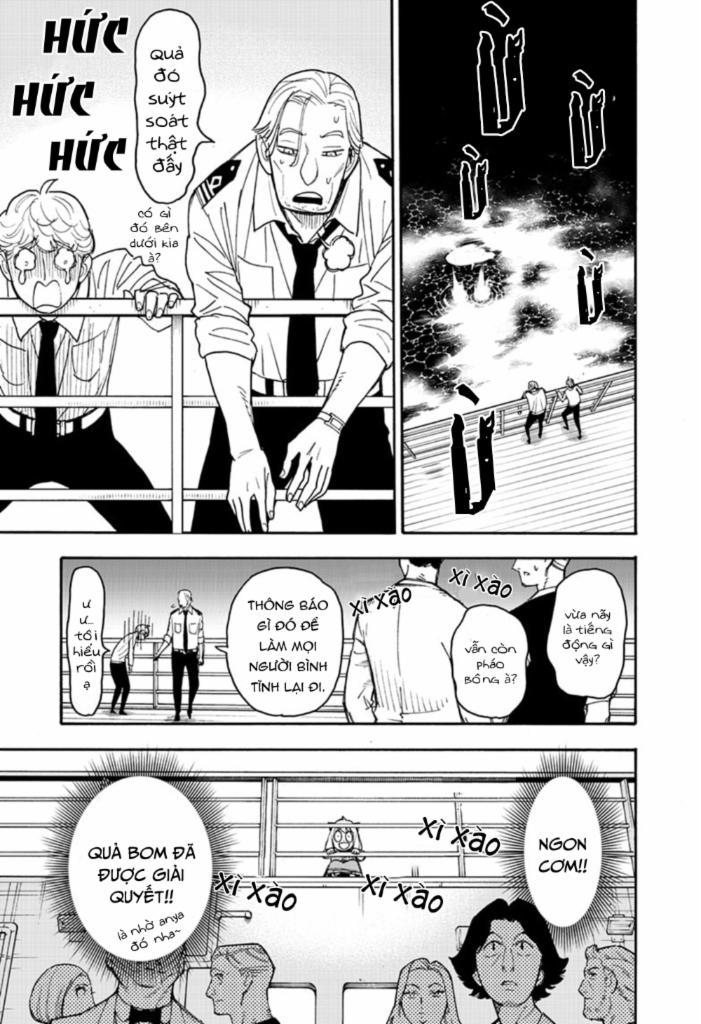 Ù
Ù
Ù
Ù
Ù
HỨC
HỨC
HỨC
Quả
đó
suýt
soát
thật
đấy
có gì
đó bên
dưới kia
à?
vừa nãy
là tiếng
động gì
vậy?
xì xào
xì xào
vẫn còn
pháo
bông à?
THÔNG BÁO
GÌ ĐÓ ĐỂ
LÀM MỌI
NGƯỜI BÌNH
TĨNH LẠI ĐI.
ư
ư...
tôi
hiểu
rồi ạ
NGON
CƠM!!
xì xào
xì xào
xì xào
QUẢ BOM ĐÃ
ĐƯỢC GIẢI
QUYẾT!!
là nhờ anya
đó nha~